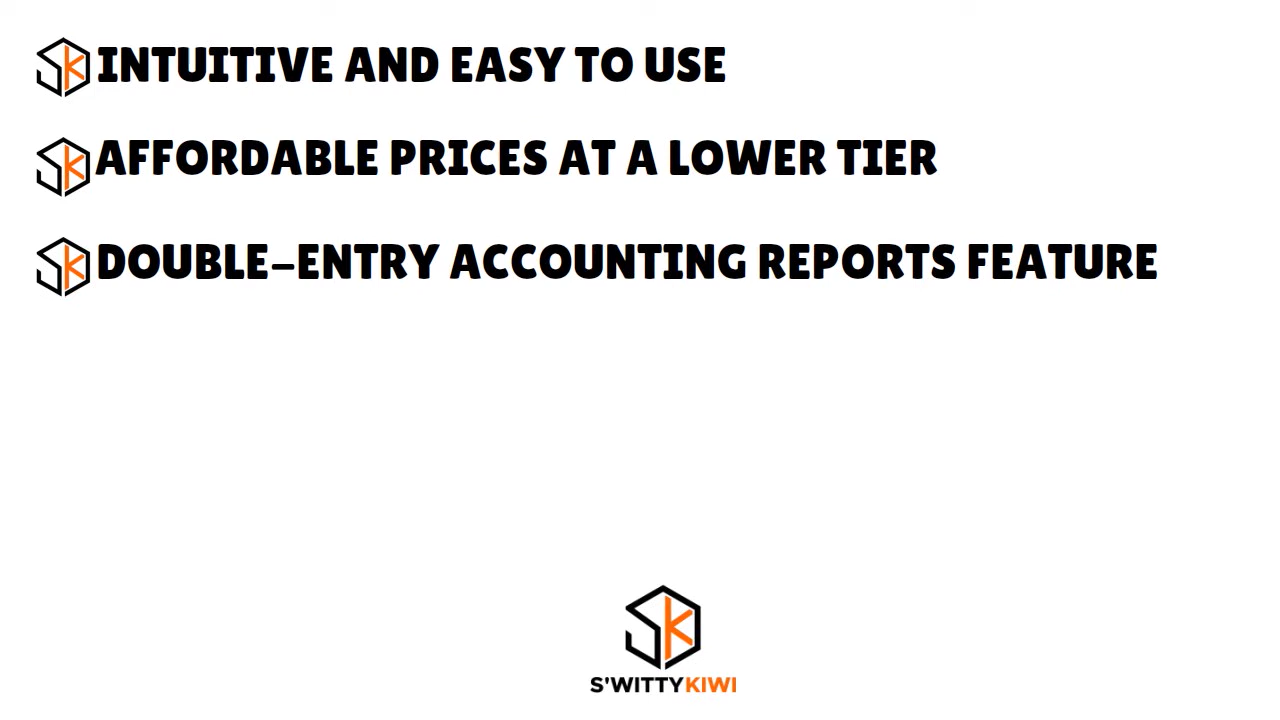 INTUITIVE AND EASY TO USE
AFFORDABLE PRICES AT A LOWER TIER
DOUBLE-ENTRY ACCOUNTING REPORTS FEATURE
S'WITTYKIWI